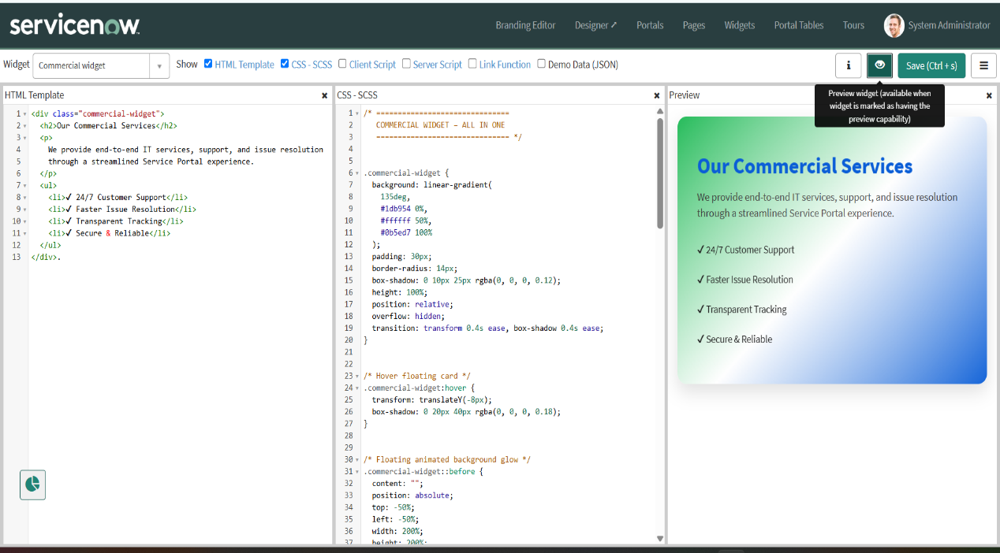 servicenow
Branding Editor
Designer
Portals
Pages
Widgets
Portal Tables
Tours
System Administrator
Widget
Commercial widget
Show
HTML Template
CSS - SCSS
Client Script
Server Script
Link Function
Demo Data (JSON)
i
Save (Ctrl + s)
Preview widget (available when
widget is marked as having the
preview capability)
HTML Template
1 <div class="commercial-widget">
2 <h2>Our Commercial Services</h2>
3 <p>
4 We provide end-to-end IT services, support, and issue resolution
5 through a streamlined Service Portal experience.
6 </p>
7 <ul>
8 <li>✔ 24/7 Customer Support</li>
9 <li>✔ Faster Issue Resolution</li>
10 <li>✔ Transparent Tracking</li>
11 <li>✔ Secure & Reliable</li>
12 </ul>
13 </div>.
CSS - SCSS
1 /* ===============================
2 COMMERCIAL WIDGET – ALL IN ONE
3 =============================== */
4
5
6 .commercial-widget {
7 background: linear-gradient(
8 135deg,
9 #1db954 0%,
10 #ffffff 50%,
11 #0b5ed7 100%
12 );
13 padding: 30px;
14 border-radius: 14px;
15 box-shadow: 0 10px 25px rgba(0, 0, 0, 0.12);
16 height: 100%;
17 position: relative;
18 overflow: hidden;
19 transition: transform 0.4s ease, box-shadow 0.4s ease;
20 }
21
22
23 /* Hover floating card */
24 .commercial-widget:hover {
25 transform: translateY(-8px);
26 box-shadow: 0 20px 40px rgba(0, 0, 0, 0.18);
27 }
28
29
30 /* Floating animated background glow */
31 .commercial-widget::before {
32 content: "";
33 position: absolute;
34 top: -50%;
35 left: -50%;
36 width: 200%;
37 height: 200%;
Preview
Our Commercial Services
We provide end-to-end IT services, support, and issue resolution
through a streamlined Service Portal experience.
✔ 24/7 Customer Support
✔ Faster Issue Resolution
✔ Transparent Tracking
✔ Secure & Reliable